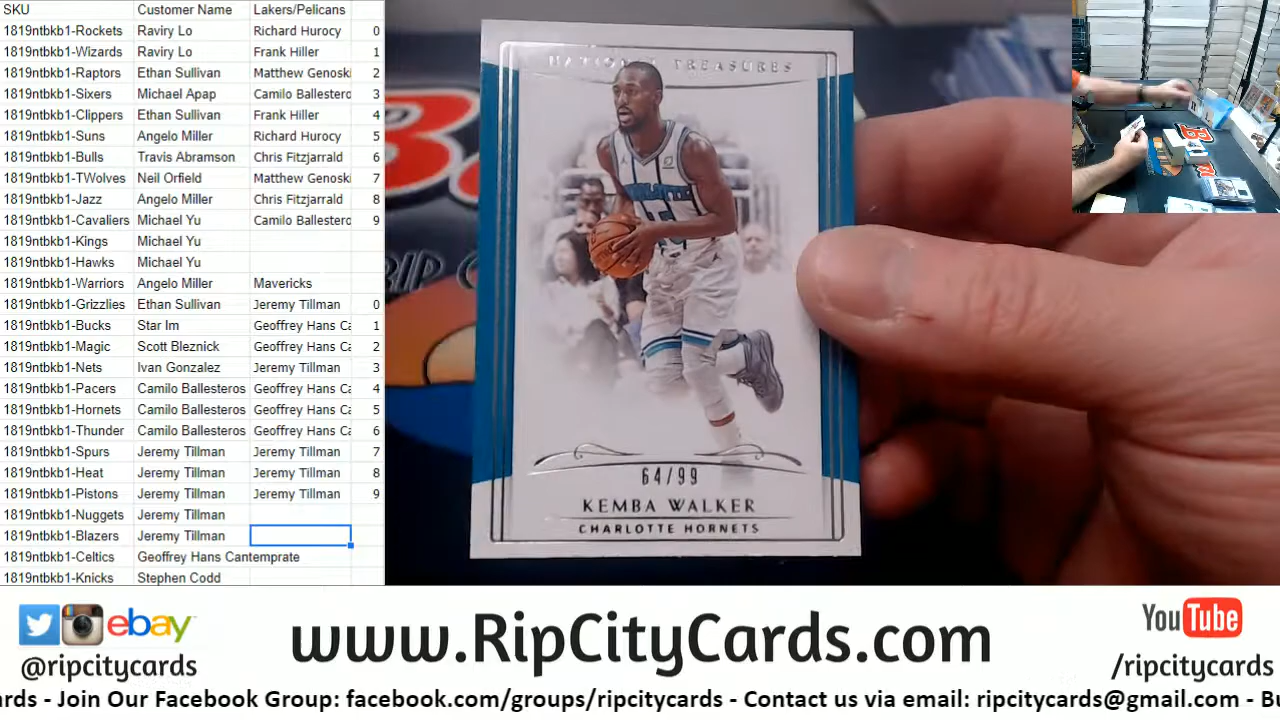 SKU Customer Name Lakers/Pelicans
1819ntbkb1-Rockets Raviry Lo Richard Hurocy 0
1819ntbkb1-Wizards Raviry Lo Frank Hiller 1
1819ntbkb1-Raptors Ethan Sullivan Matthew Genoski 2
1819ntbkb1-Sixers Michael Apap Camilo Ballestero 3
1819ntbkb1-Clippers Ethan Sullivan Frank Hiller 4
1819ntbkb1-Suns Angelo Miller Richard Hurocy 5
1819ntbkb1-Bulls Travis Abramson Chris Fitzjarrald 6
1819ntbkb1-TWolves Neil Orfield Matthew Genoski 7
1819ntbkb1-Jazz Angelo Miller Chris Fitzjarrald 8
1819ntbkb1-Cavaliers Michael Yu Camilo Ballestero 9
1819ntbkb1-Kings Michael Yu
1819ntbkb1-Hawks Michael Yu
1819ntbkb1-Warriors Angelo Miller Mavericks
1819ntbkb1-Grizzlies Ethan Sullivan Jeremy Tillman 0
1819ntbkb1-Bucks Star Im Geoffrey Hans Ca 1
1819ntbkb1-Magic Scott Bleznick Geoffrey Hans Ca 2
1819ntbkb1-Nets Ivan Gonzalez Jeremy Tillman 3
1819ntbkb1-Pacers Camilo Ballesteros Geoffrey Hans Ca 4
1819ntbkb1-Hornets Camilo Ballesteros Geoffrey Hans Ca 5
1819ntbkb1-Thunder Camilo Ballesteros Geoffrey Hans Ca 6
1819ntbkb1-Spurs Jeremy Tillman Jeremy Tillman 7
1819ntbkb1-Heat Jeremy Tillman Jeremy Tillman 8
1819ntbkb1-Pistons Jeremy Tillman Jeremy Tillman 9
1819ntbkb1-Nuggets Jeremy Tillman
1819ntbkb1-Blazers Jeremy Tillman
1819ntbkb1-Celtics Geoffrey Hans Cantemprate
1819ntbkb1-Knicks Stephen Codd
NATIONAL TREASURES
64/99
KEMBA WALKER
CHARLOTTE HORNETS
RIP
ebay
@ripcitycards
www.RipCityCards.com
YouTube
/ripcitycards
ards - Join Our Facebook Group: facebook.com/groups/ripcitycards - Contact us via email: ripcitycards@gmail.com - Bu